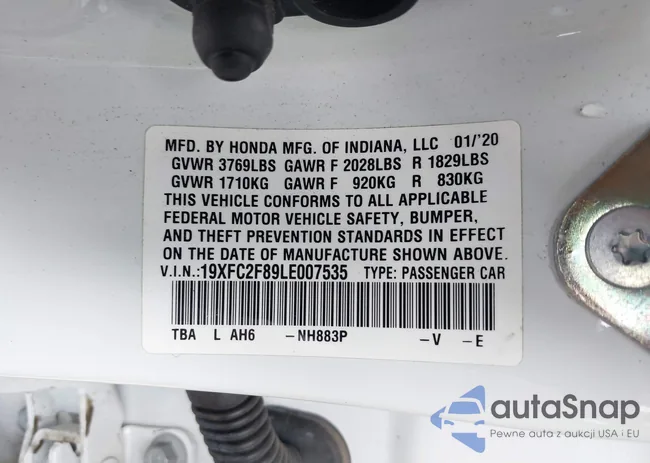 MFD. BY HONDA MFG. OF INDIANA, LLC 01/'20
GVWR 3769LBS GAWR F 2028LBS R 1829LBS
GVWR 1710KG GAWR F 920KG R 830KG
THIS VEHICLE CONFORMS TO ALL APPLICABLE
FEDERAL MOTOR VEHICLE SAFETY, BUMPER,
AND THEFT PREVENTION STANDARDS IN EFFECT
ON THE DATE OF MANUFACTURE SHOWN ABOVE.
V.I.N.:19XFC2F89LE007535 TYPE: PASSENGER CAR
TBA L AH6 -NH883P -V -E
autaSnap
Pewne auta z aukcji USA i EU